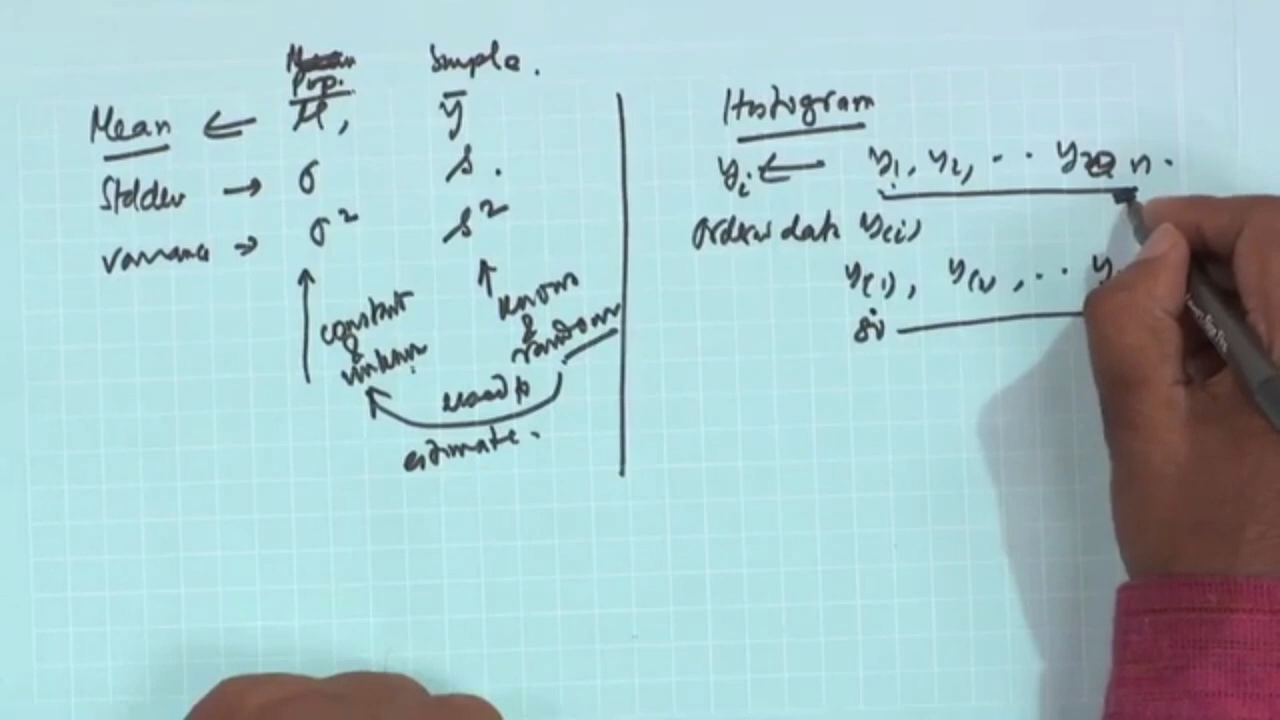 Pop. Sample.
Mean ⇐ μ, ȳ
Stddev → σ s.
variance → σ² s²
constant
&
unknown
known
&
random
used to
estimate.
Histogram
yᵢ ← y₁, y₂, ·· y n.
ordered data y₍ᵢ₎
y₍₁₎, y₍₂₎, ·· y